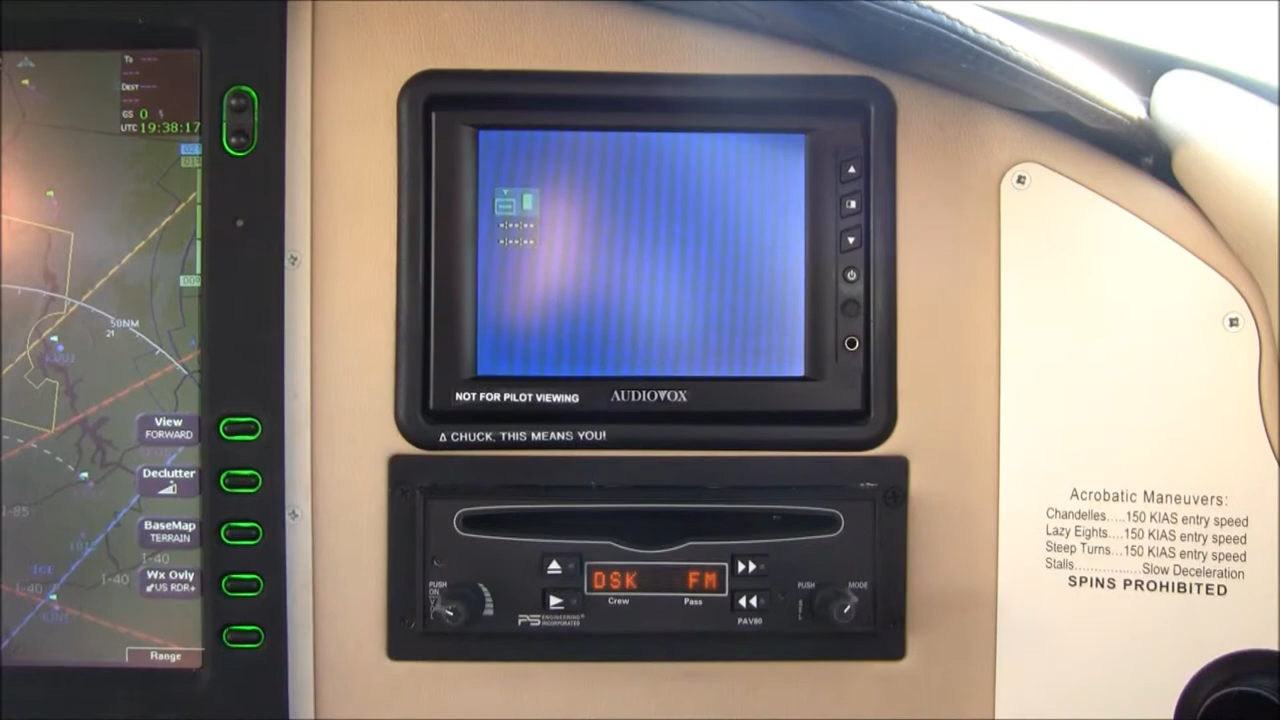 To --.--
DEST --.--
GS 0
UTC 19:38:17
50NM
21
View
FORWARD
Declutter
I-85
BaseMap
TERRAIN
I-40
I-40
Wx Ovly
US RDR+
I-40
Range
NOT FOR PILOT VIEWING
AUDIOVOX
Δ CHUCK, THIS MEANS YOU!
PUSH
ON
VOL
DSK FM
Crew Pass
PS ENGINEERING
INCORPORATED
PUSH
MODE
PAV80
Acrobatic Maneuvers:
Chandelles.....150 KIAS entry speed
Lazy Eights....150 KIAS entry speed
Steep Turns...150 KIAS entry speed
Stalls..................Slow Deceleration
SPINS PROHIBITED